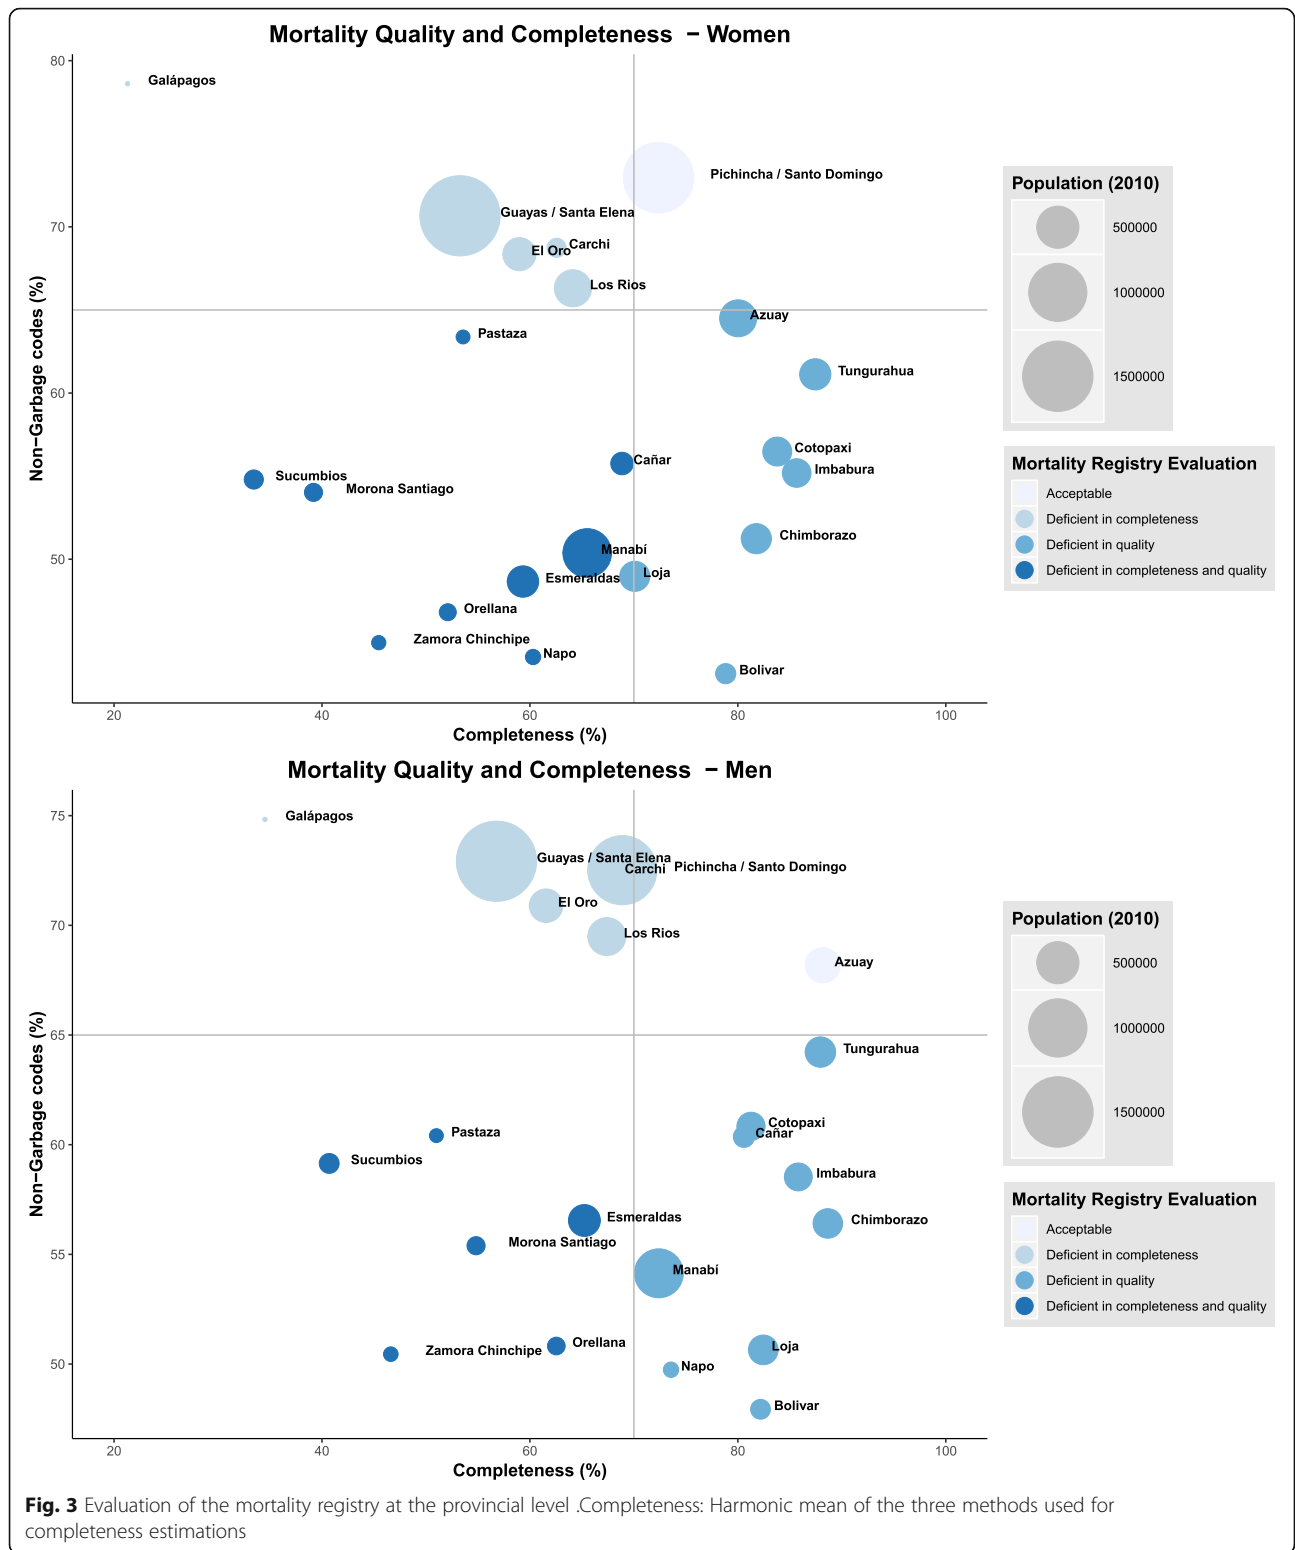 Mortality Quality and Completeness − Women
80
70
60
50
Non−Garbage codes (%)
Galápagos
Pichincha / Santo Domingo
Guayas / Santa Elena
Carchi
El Oro
Los Rios
Azuay
Pastaza
Tungurahua
Cotopaxi
Cañar
Imbabura
Sucumbios
Morona Santiago
Chimborazo
Manabí
Loja
Esmeraldas
Orellana
Zamora Chinchipe
Napo
Bolivar
20 40 60 80 100
Completeness (%)
Population (2010)
500000
1000000
1500000
Mortality Registry Evaluation
Acceptable
Deficient in completeness
Deficient in quality
Deficient in completeness and quality
Mortality Quality and Completeness − Men
75
70
65
60
55
50
Non−Garbage codes (%)
Galápagos
Guayas / Santa Elena
Carchi
Pichincha / Santo Domingo
El Oro
Los Rios
Azuay
Tungurahua
Cotopaxi
Cañar
Pastaza
Sucumbios
Imbabura
Esmeraldas
Chimborazo
Morona Santiago
Manabí
Orellana
Loja
Zamora Chinchipe
Napo
Bolivar
20 40 60 80 100
Completeness (%)
Population (2010)
500000
1000000
1500000
Mortality Registry Evaluation
Acceptable
Deficient in completeness
Deficient in quality
Deficient in completeness and quality
Fig. 3 Evaluation of the mortality registry at the provincial level .Completeness: Harmonic mean of the three methods used for
completeness estimations